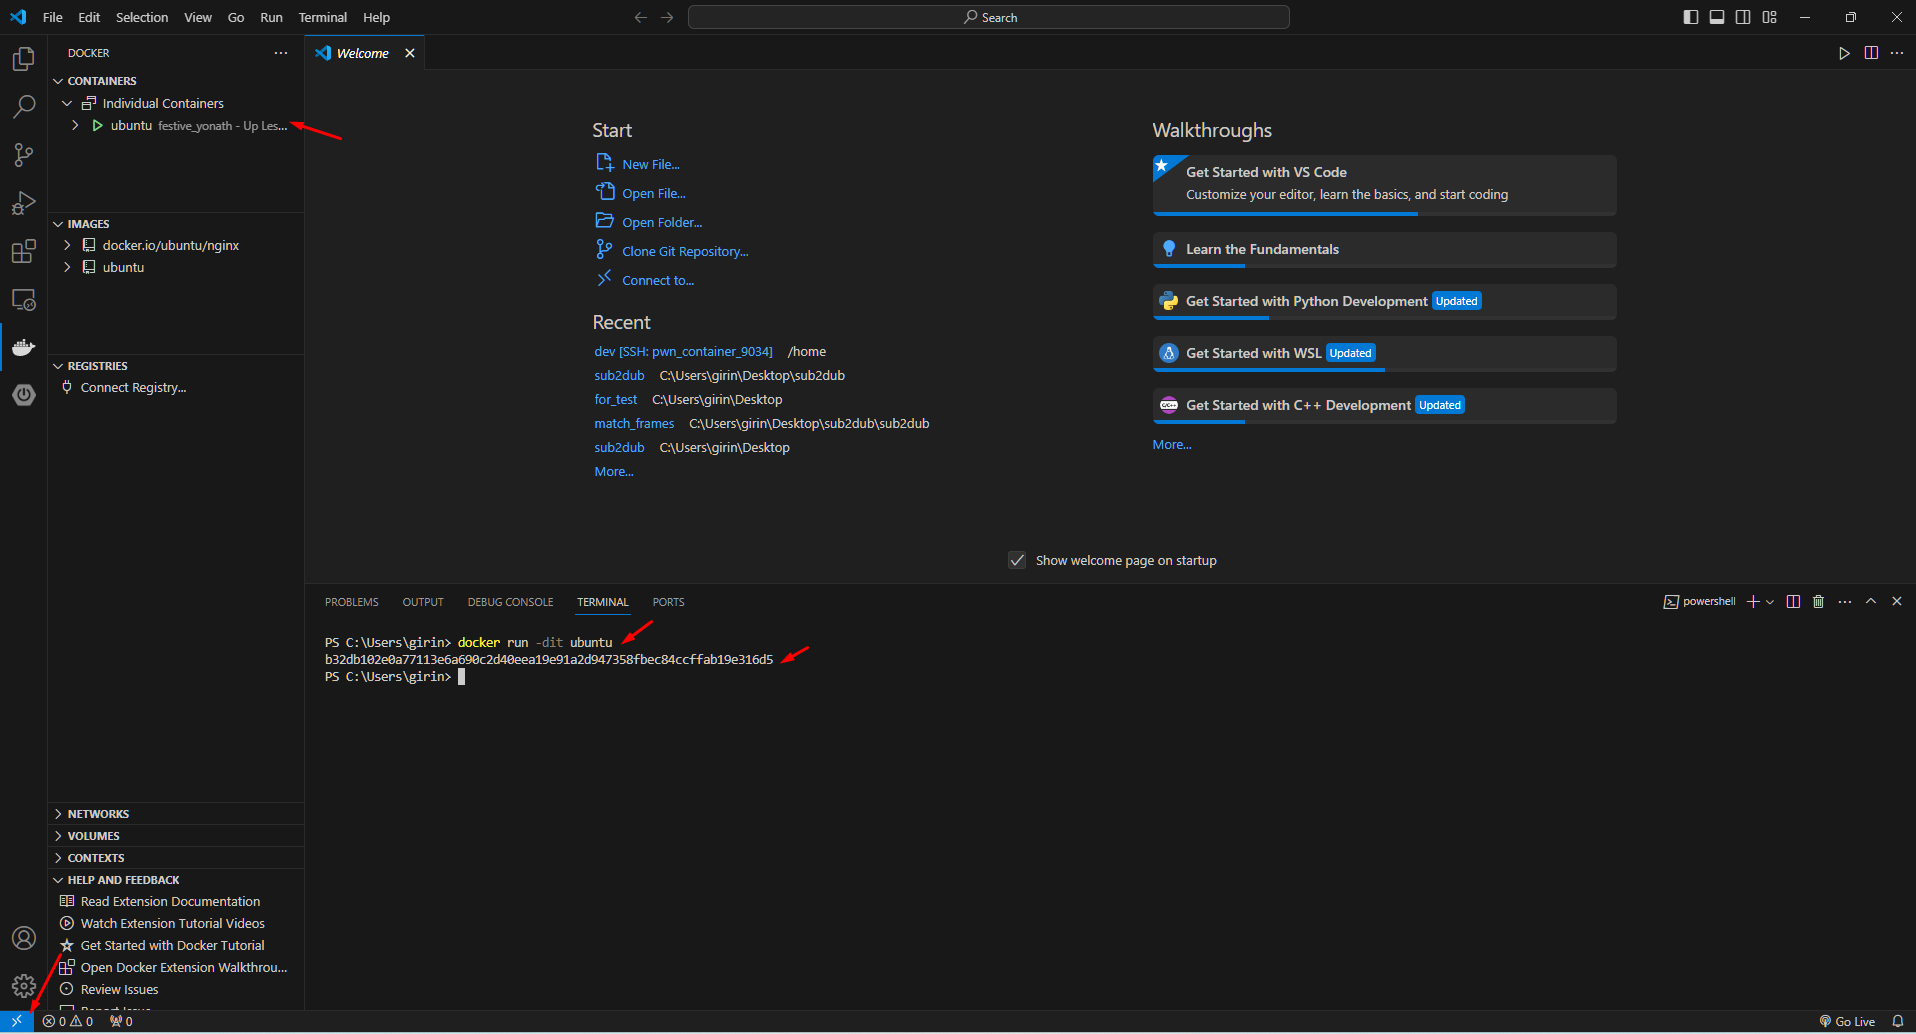 File Edit Selection View Go Run Terminal Help
Search
DOCKER
CONTAINERS
Individual Containers
ubuntu festive_yonath - Up Les...
IMAGES
docker.io/ubuntu/nginx
ubuntu
REGISTRIES
Connect Registry...
NETWORKS
VOLUMES
CONTEXTS
HELP AND FEEDBACK
Read Extension Documentation
Watch Extension Tutorial Videos
Get Started with Docker Tutorial
Open Docker Extension Walkthrou...
Review Issues
Report Issue
Welcome
Start
New File...
Open File...
Open Folder...
Clone Git Repository...
Connect to...
Recent
dev [SSH: pwn_container_9034] /home
sub2dub C:\Users\girin\Desktop\sub2dub
for_test C:\Users\girin\Desktop
match_frames C:\Users\girin\Desktop\sub2dub\sub2dub
sub2dub C:\Users\girin\Desktop
More...
Walkthroughs
Get Started with VS Code
Customize your editor, learn the basics, and start coding
Learn the Fundamentals
Get Started with Python Development Updated
Get Started with WSL Updated
C/C++ Get Started with C++ Development Updated
More...
Show welcome page on startup
PROBLEMS OUTPUT DEBUG CONSOLE TERMINAL PORTS
powershell
PS C:\Users\girin> docker run -dit ubuntu
b32db102e0a77113e6a690c2d40eea19e91a2d947358fbec84ccffab19e316d5
PS C:\Users\girin>
0 0 0
Go Live